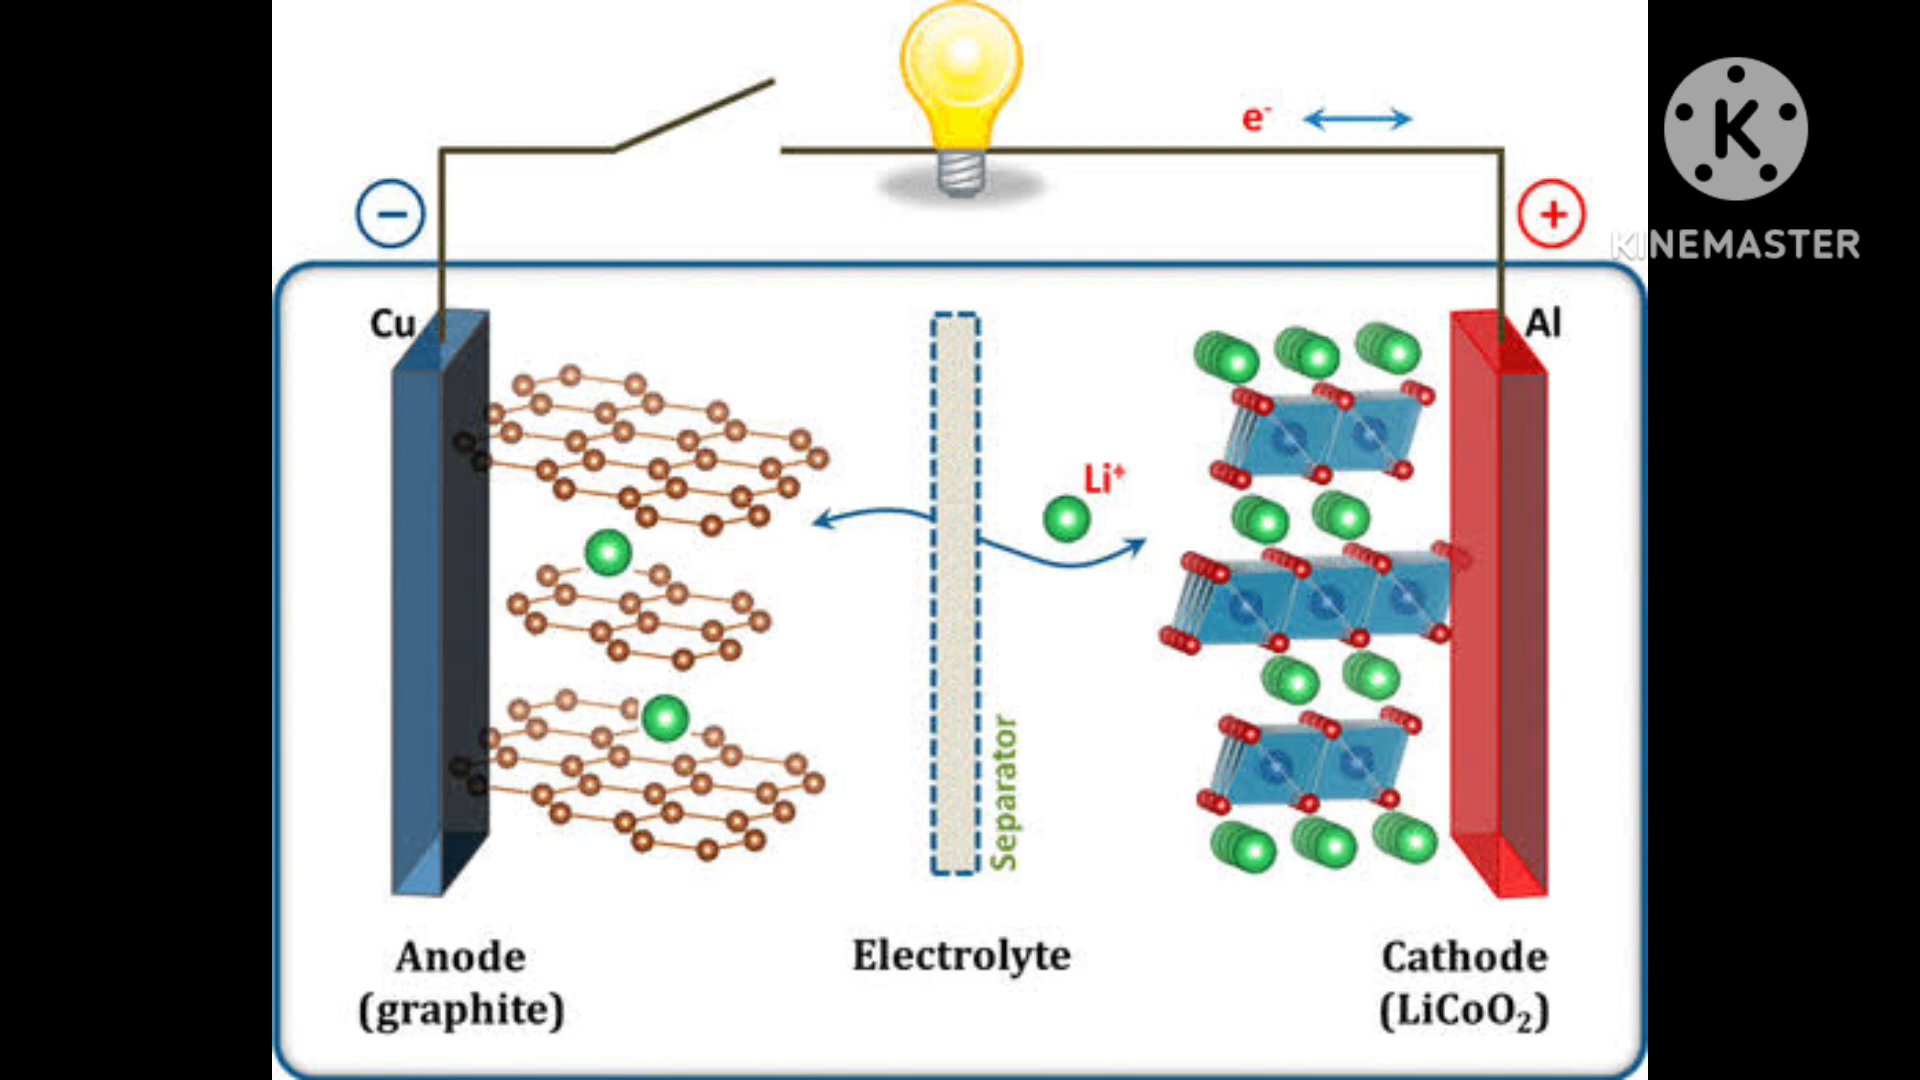 e⁻
−
+
K
KINEMASTER
Cu
Al
Li⁺
Separator
Anode
(graphite)
Electrolyte
Cathode
(LiCoO₂)